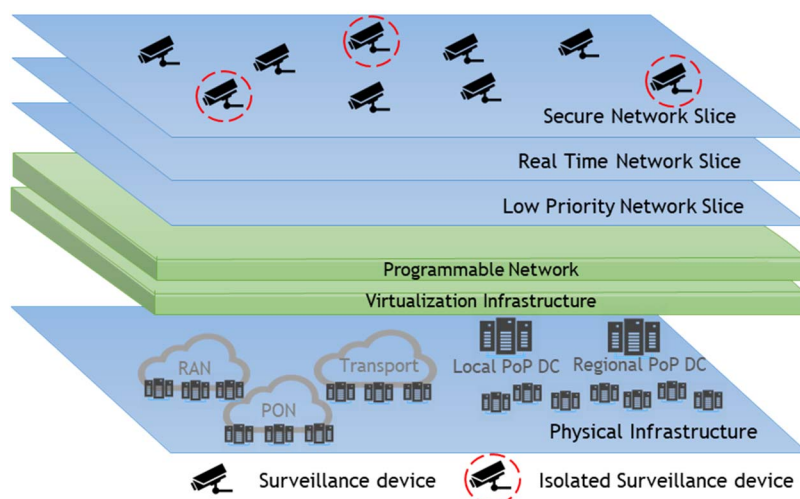 Secure Network Slice
Real Time Network Slice
Low Priority Network Slice
Programmable Network
Virtualization Infrastructure
RAN
Transport
Local PoP DC
Regional PoP DC
PON
Physical Infrastructure
Surveillance device
Isolated Surveillance device